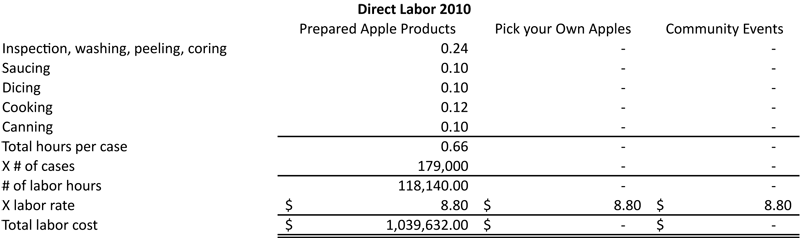 Direct Labor 2010
Prepared Apple Products Pick your Own Apples Community Events
Inspection, washing, peeling, coring 0.24 - -
Saucing 0.10 - -
Dicing 0.10 - -
Cooking 0.12 - -
Canning 0.10 - -
Total hours per case 0.66 - -
X # of cases 179,000 - -
# of labor hours 118,140.00 - -
X labor rate $ 8.80 $ 8.80 $ 8.80
Total labor cost $ 1,039,632.00 $ - $ -